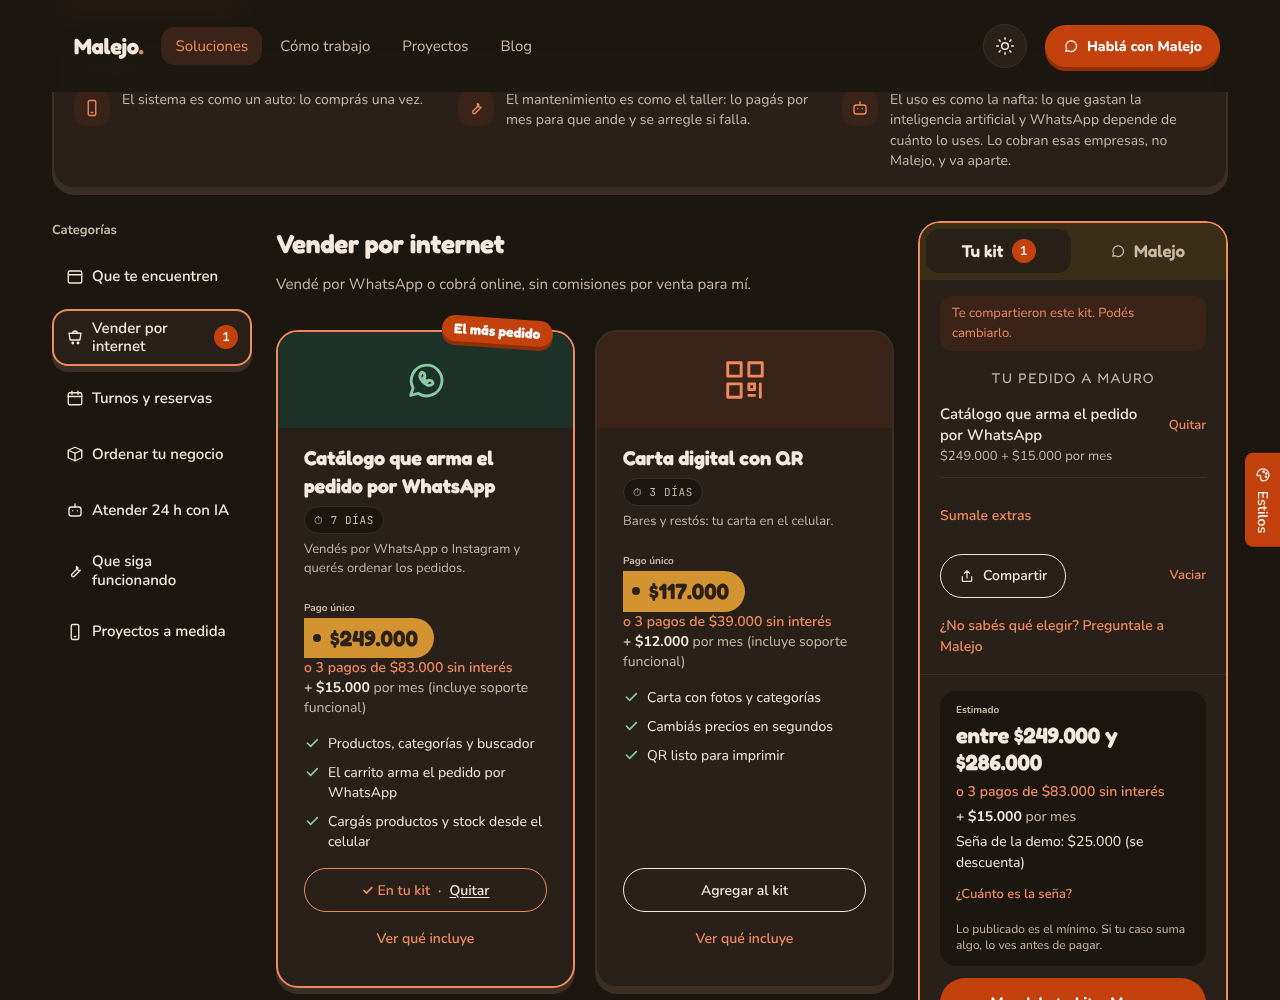 Malejo.
Soluciones
Cómo trabajo
Proyectos
Blog
Hablá con Malejo
El sistema es como un auto: lo comprás una vez.
El mantenimiento es como el taller: lo pagás por
mes para que ande y se arregle si falla.
El uso es como la nafta: lo que gastan la
inteligencia artificial y WhatsApp depende de
cuánto lo uses. Lo cobran esas empresas, no
Malejo, y va aparte.
Categorías
Que te encuentren
Vender por
internet
1
Turnos y reservas
Ordenar tu negocio
Atender 24 h con IA
Que siga
funcionando
Proyectos a medida
Vender por internet
Vendé por WhatsApp o cobrá online, sin comisiones por venta para mí.
El más pedido
Catálogo que arma el
pedido por WhatsApp
7 DÍAS
Vendés por WhatsApp o Instagram y
querés ordenar los pedidos.
Pago único
$249.000
o 3 pagos de $83.000 sin interés
+ $15.000 por mes (incluye soporte
funcional)
Productos, categorías y buscador
El carrito arma el pedido por
WhatsApp
Cargás productos y stock desde el
celular
✓ En tu kit · Quitar
Ver qué incluye
Carta digital con QR
3 DÍAS
Bares y restós: tu carta en el celular.
Pago único
$117.000
o 3 pagos de $39.000 sin interés
+ $12.000 por mes (incluye soporte
funcional)
Carta con fotos y categorías
Cambiás precios en segundos
QR listo para imprimir
Agregar al kit
Ver qué incluye
Tu kit 1
Malejo
Te compartieron este kit. Podés
cambiarlo.
TU PEDIDO A MAURO
Catálogo que arma el pedido
por WhatsApp
Quitar
$249.000 + $15.000 por mes
Sumale extras
Compartir
Vaciar
¿No sabés qué elegir? Preguntale a
Malejo
Estimado
entre $249.000 y
$286.000
o 3 pagos de $83.000 sin interés
+ $15.000 por mes
Seña de la demo: $25.000 (se
descuenta)
¿Cuánto es la seña?
Lo publicado es el mínimo. Si tu caso suma
algo, lo ves antes de pagar.
Estilos